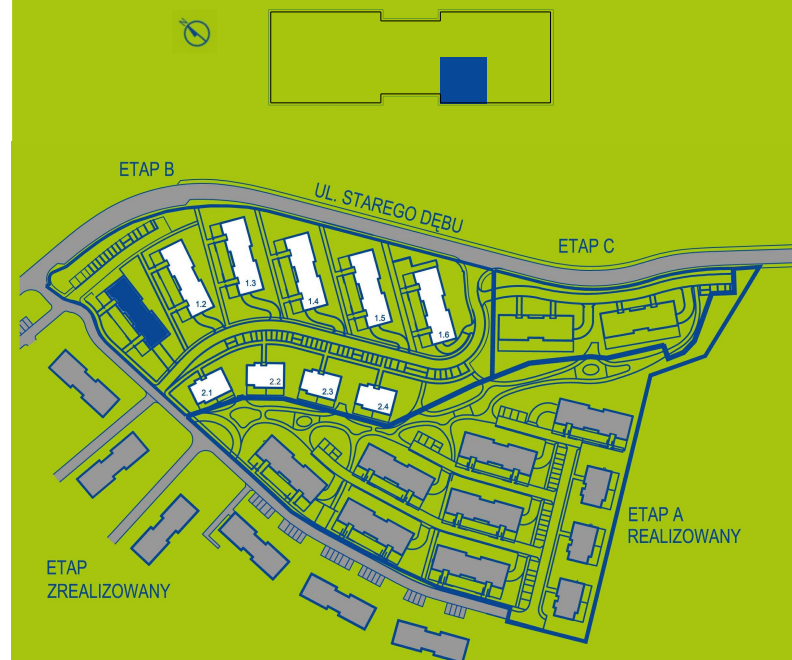 N
ETAP B
UL. STAREGO DĘBU
ETAP C
1.2
1.3
1.4
1.5
1.6
2.1
2.2
2.3
2.4
ETAP A
REALIZOWANY
ETAP
ZREALIZOWANY